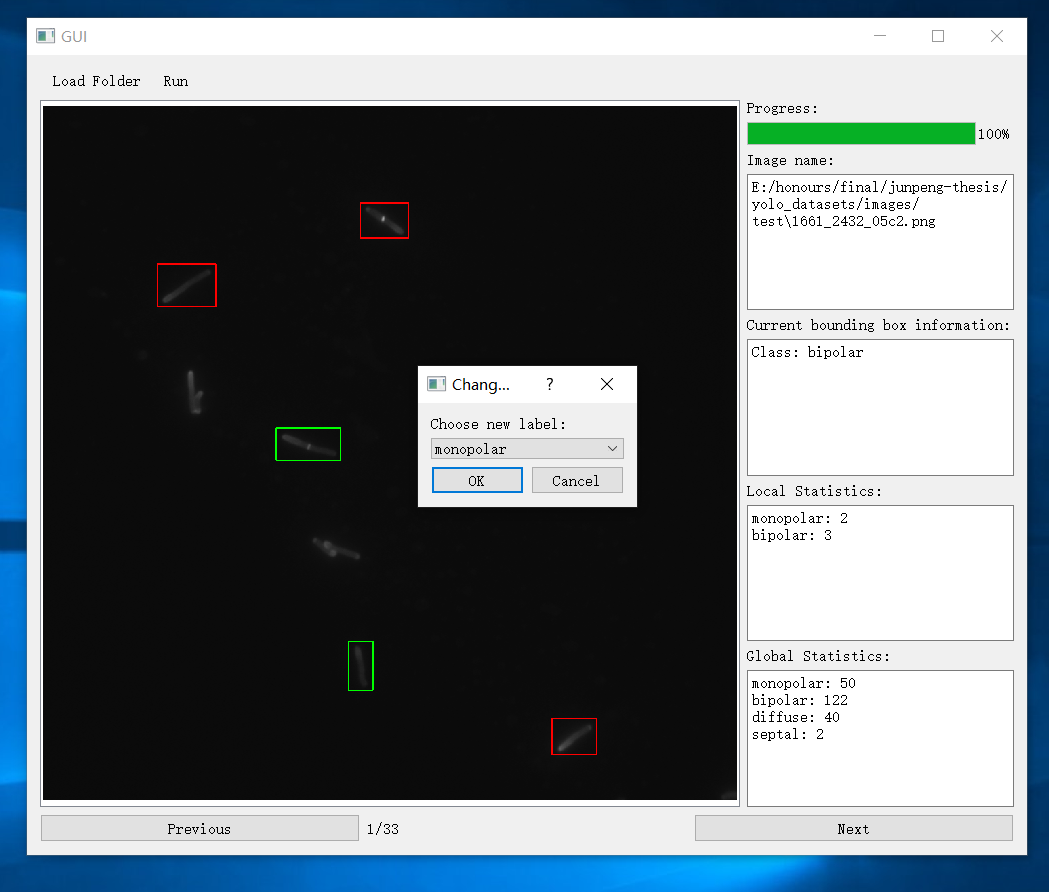 GUI
Load Folder Run
Progress:
100%
Image name:
E:/honours/final/junpeng-thesis/
yolo_datasets/images/
test\1661_2432_05c2.png
Current bounding box information:
Class: bipolar
Chang... ?
Choose new label:
monopolar
OK Cancel
Local Statistics:
monopolar: 2
bipolar: 3
Global Statistics:
monopolar: 50
bipolar: 122
diffuse: 40
septal: 2
Previous 1/33 Next